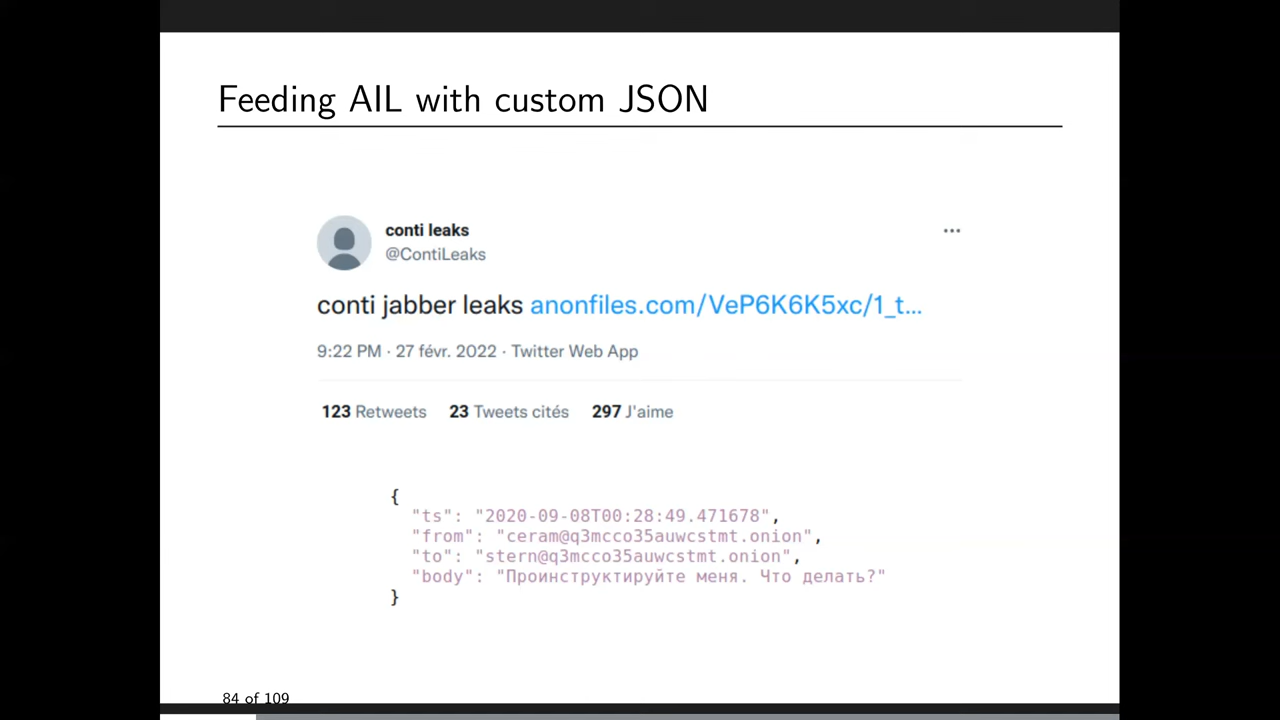 Feeding AIL with custom JSON
conti leaks
@ContiLeaks
conti jabber leaks anonfiles.com/VeP6K6K5xc/1_t...
9:22 PM · 27 févr. 2022 · Twitter Web App
123 Retweets 23 Tweets cités 297 J'aime
{
"ts": "2020-09-08T00:28:49.471678",
"from": "ceram@q3mcco35auwcstmt.onion",
"to": "stern@q3mcco35auwcstmt.onion",
"body": "Проинструктируйте меня. Что делать?"
}
84 of 109